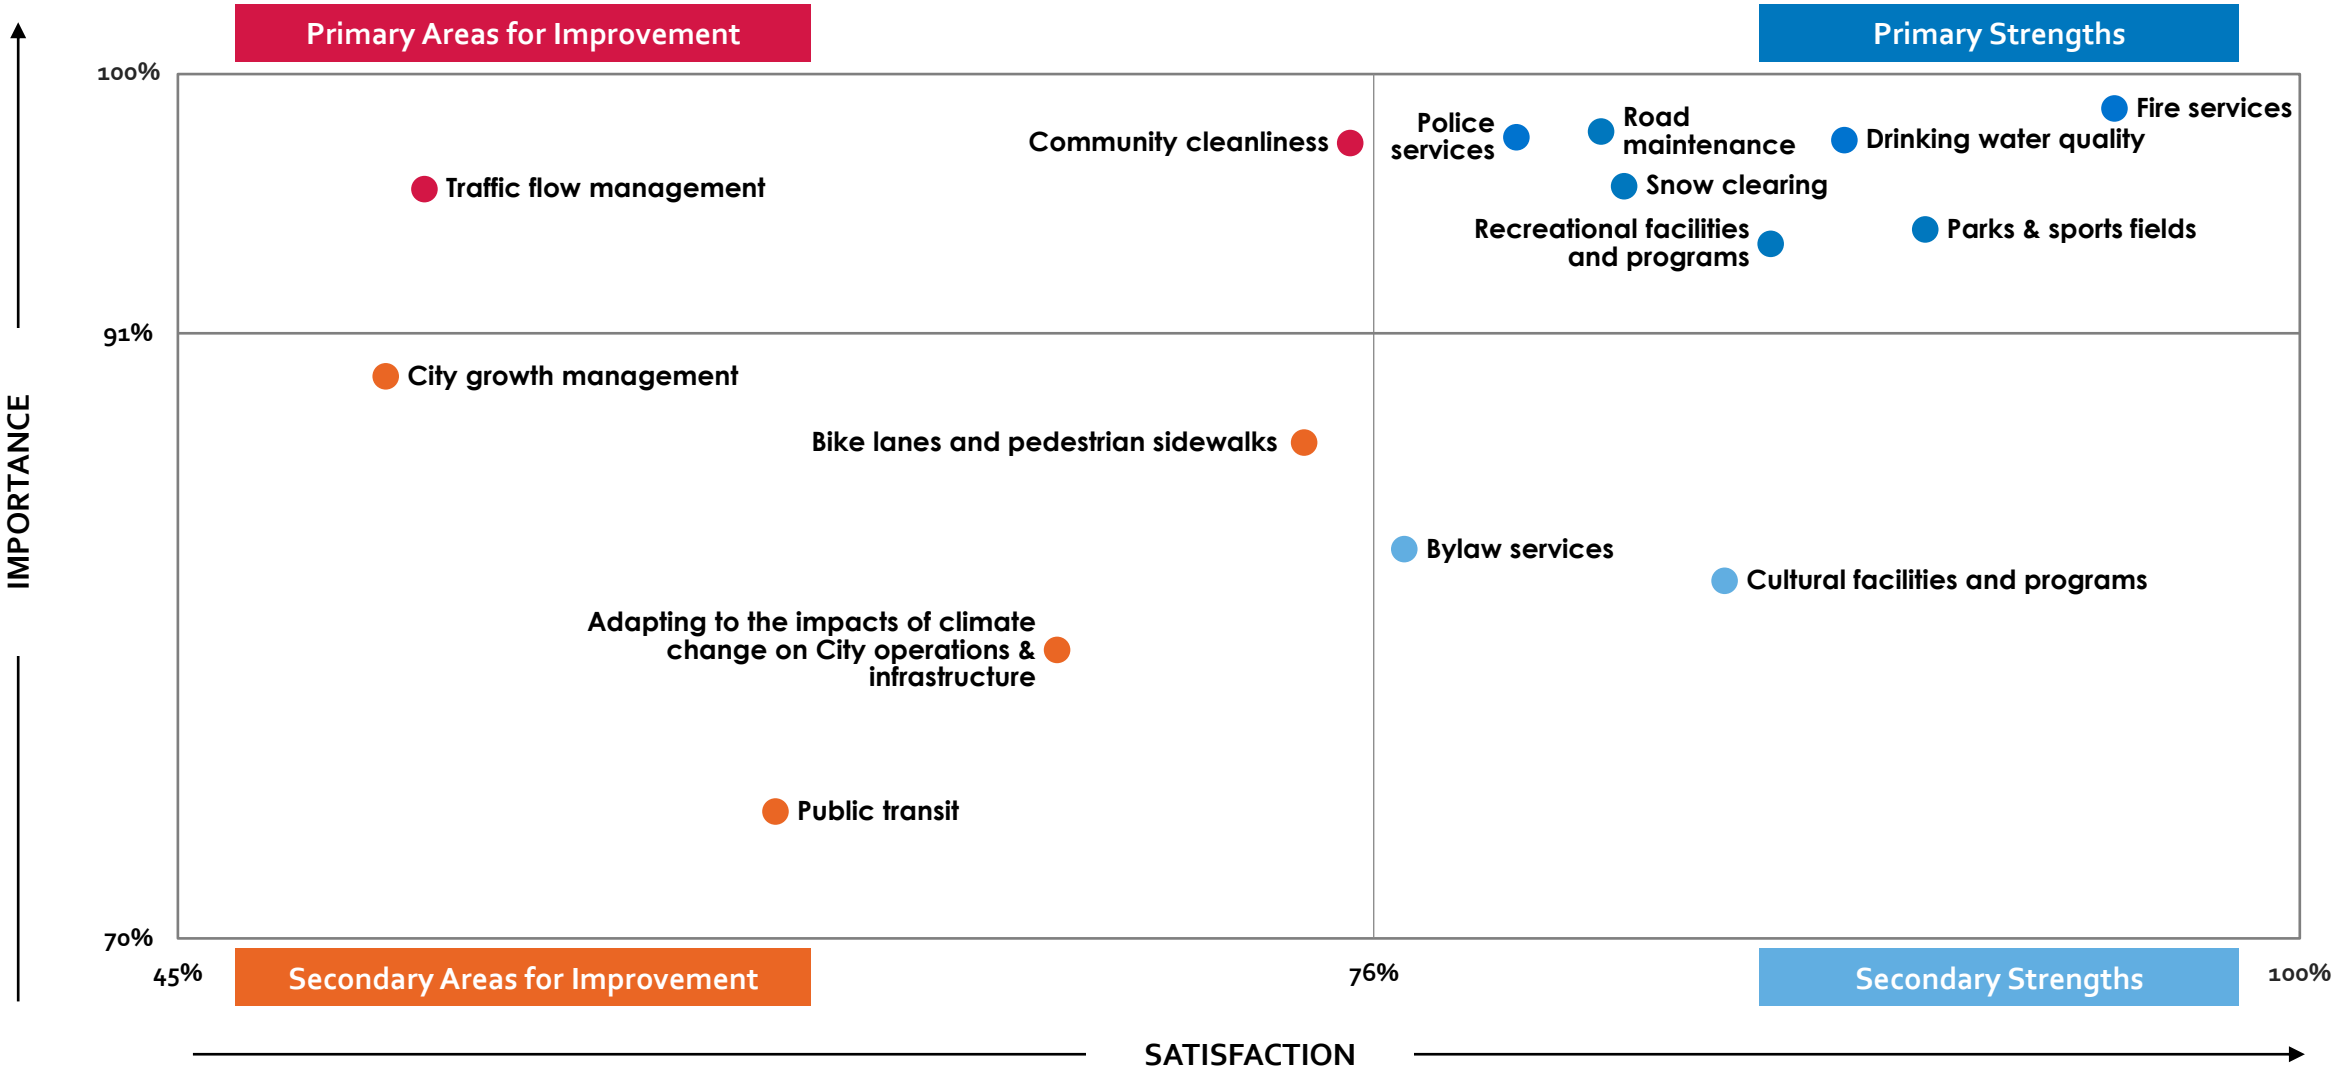 Primary Areas for Improvement
Primary Strengths
100%
Fire services
Police
services
Road
maintenance
Drinking water quality
Community cleanliness
Traffic flow management
Snow clearing
Recreational facilities
and programs
Parks & sports fields
91%
City growth management
IMPORTANCE
Bike lanes and pedestrian sidewalks
Bylaw services
Cultural facilities and programs
Adapting to the impacts of climate
change on City operations &
infrastructure
Public transit
70%
45%
Secondary Areas for Improvement
76%
Secondary Strengths
100%
SATISFACTION